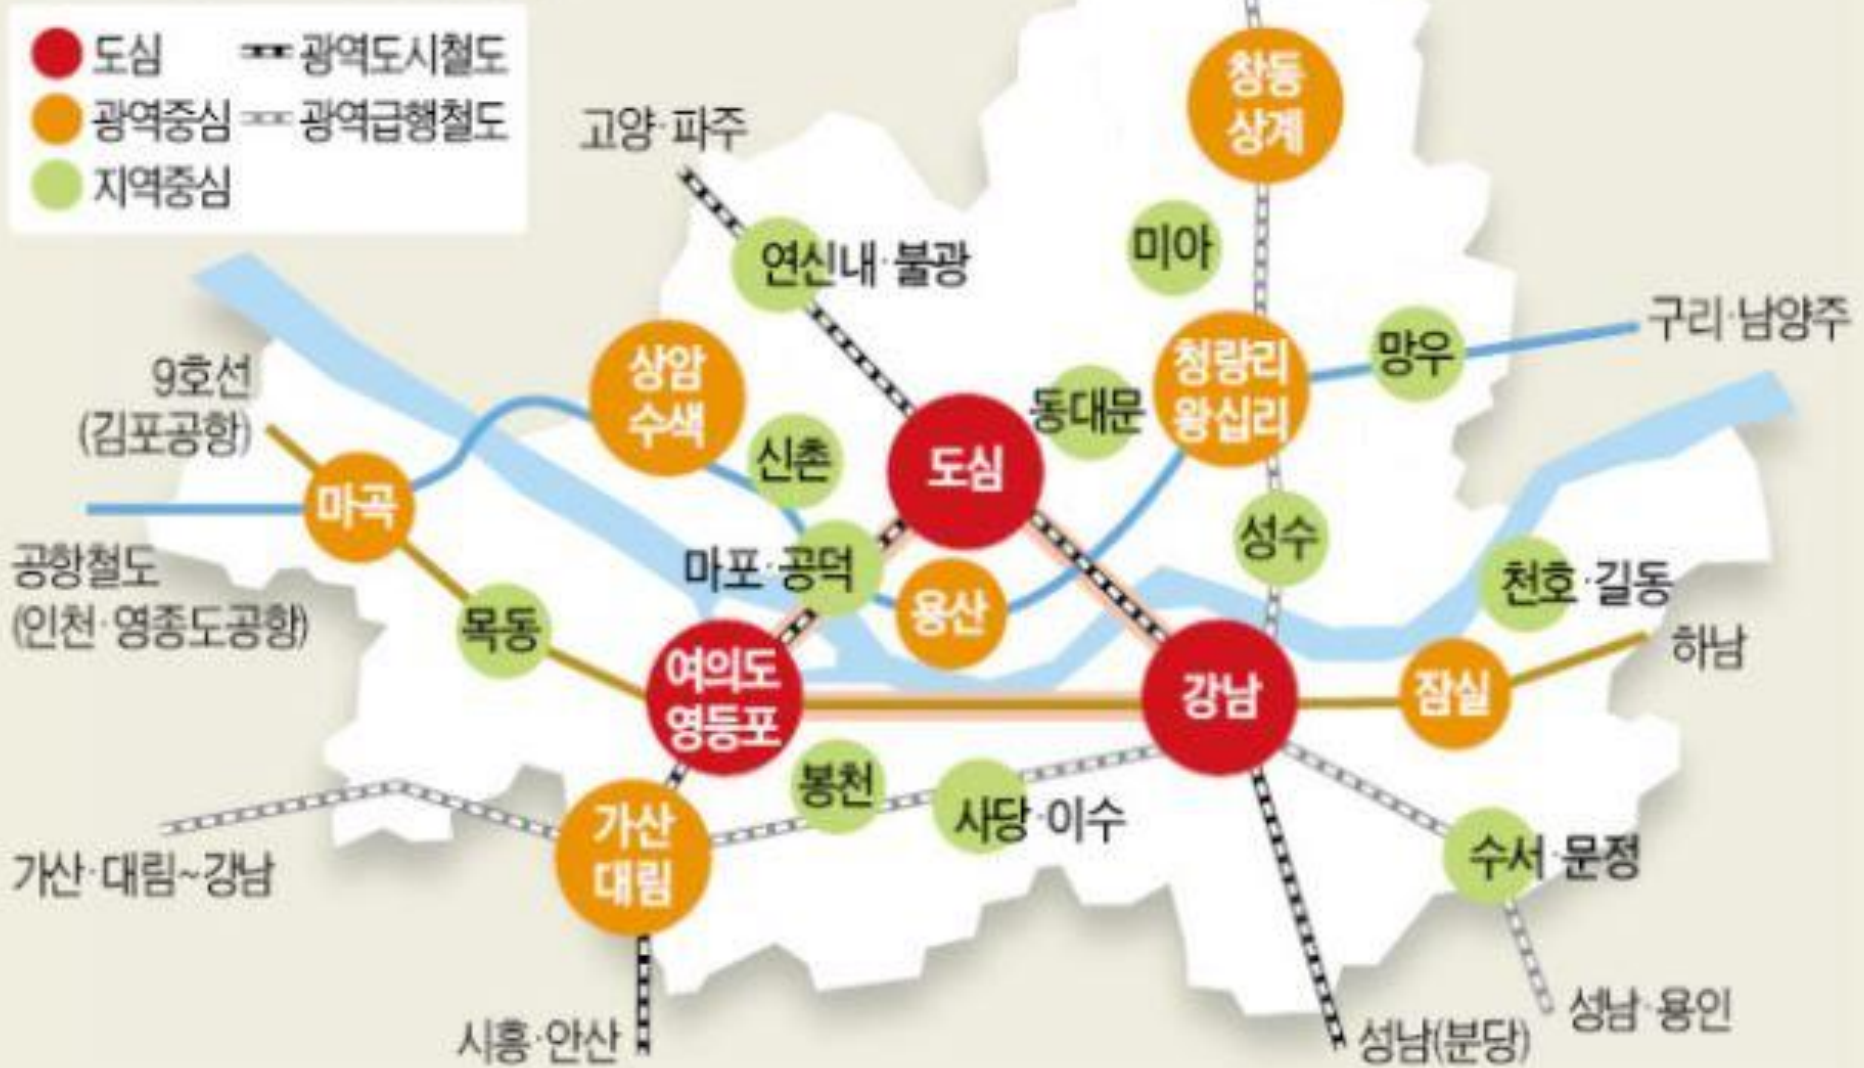 도심 광역도시철도
광역중심 광역급행철도
지역중심
창동
상계
고양·파주
미아
연신내·불광
구리·남양주
상암
수색
청량리
왕십리
망우
9호선
(김포공항)
동대문
신촌
도심
마곡
성수
공항철도
(인천·영종도공항)
마포·공덕
용산
천호·길동
목동
하남
여의도
영등포
강남
잠실
봉천
사당·이수
가산
대림
가산·대림~강남
수서·문정
시흥·안산
성남(분당)
성남·용인